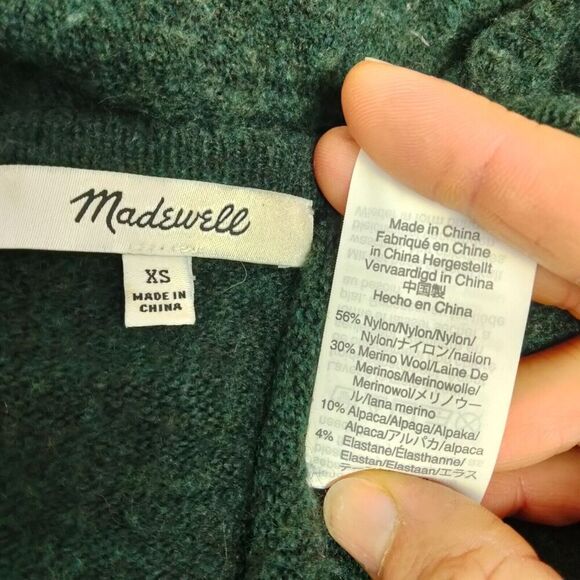 Madewell
XS
MADE IN
CHINA
Made in China
Fabriqué en Chine
in China Hergestellt
Vervaardigd in China
中国製
Hecho en China
56% Nylon/Nylon/Nylon/
Nylon/ナイロン/nailon
30% Merino Wool/Laine De
Merinos/Merinowolle/
Merinowol/メリノウー
ル/lana merino
10% Alpaca/Alpaga/Alpaka/
Alpaca/アルパカ/alpaca
4% Elastane/Élasthanne/
Elastan/Elastaan/エラス